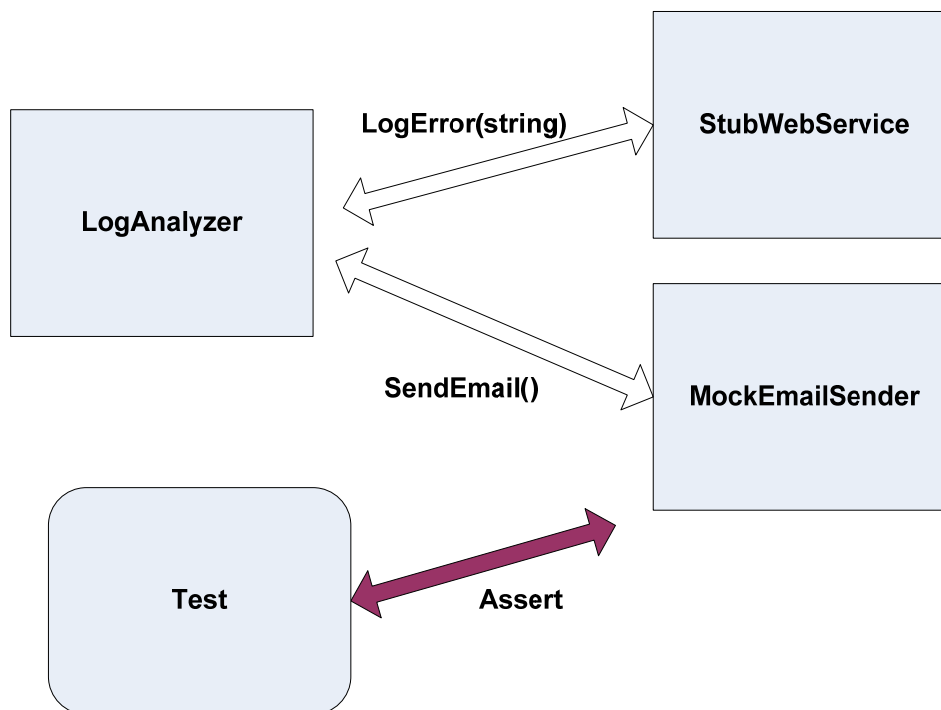 LogError(string)
StubWebService
LogAnalyzer
SendEmail()
MockEmailSender
Test
Assert